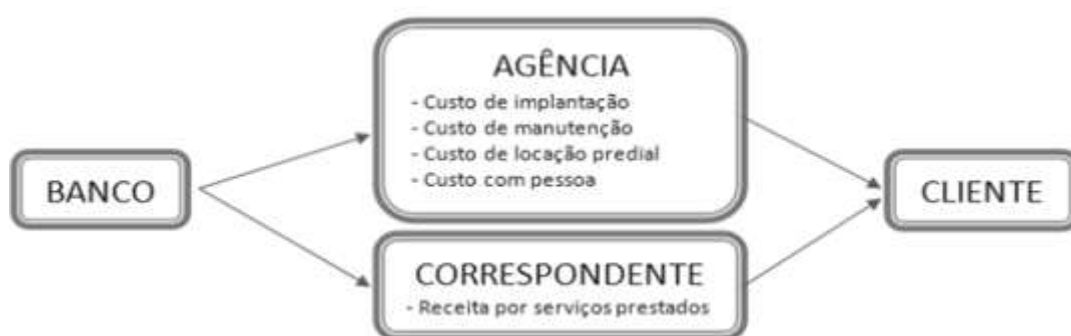 BANCO
AGÊNCIA
- Custo de implantação
- Custo de manutenção
- Custo de locação predial
- Custo com pessoa
CORRESPONDENTE
- Receita por serviços prestados
CLIENTE